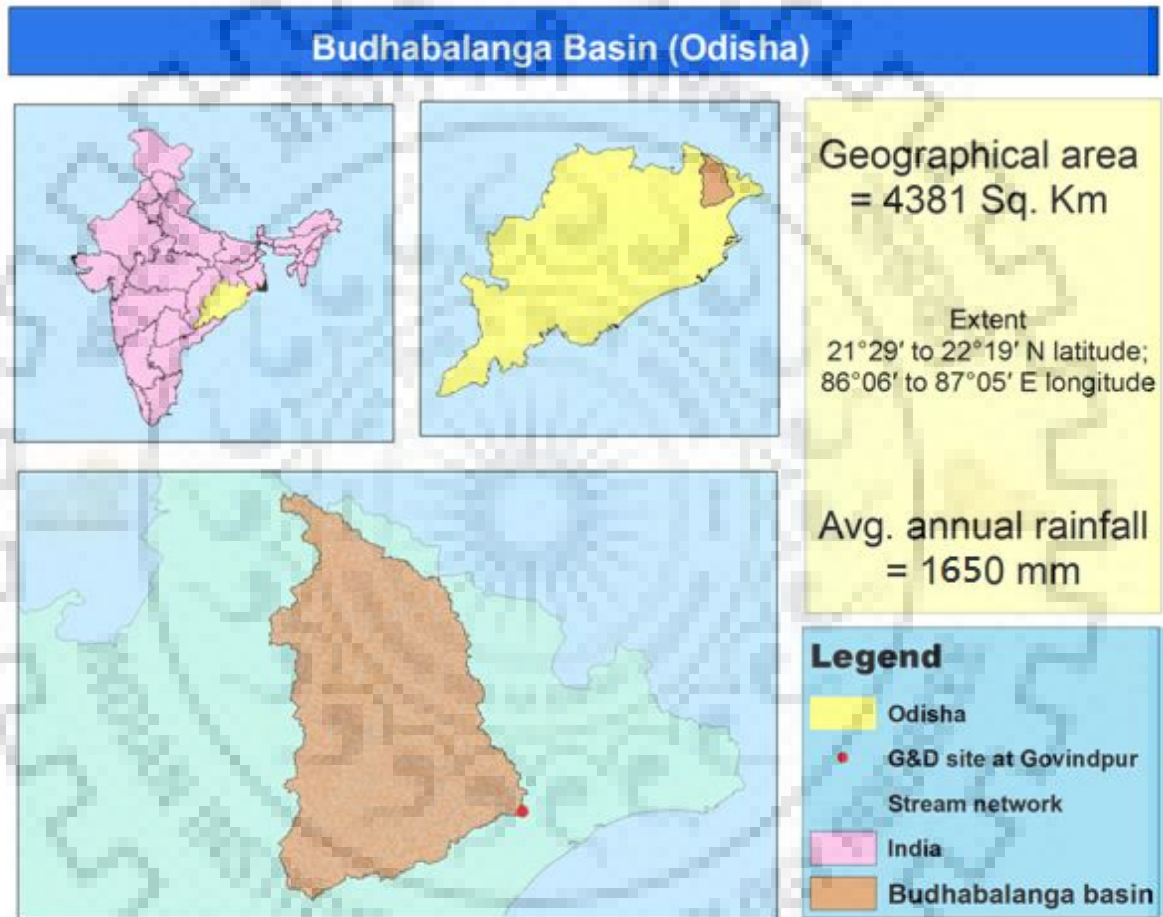 Budhabalanga Basin (Odisha)
Geographical area
= 4381 Sq. Km
Extent
21°29′ to 22°19′ N latitude;
86°06′ to 87°05′ E longitude
Avg. annual rainfall
= 1650 mm
Legend
Odisha
G&D site at Govindpur
Stream network
India
Budhabalanga basin